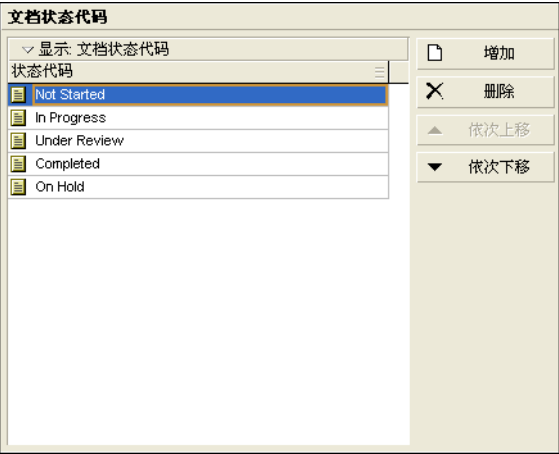 文档状态代码
显示: 文档状态代码
状态代码
Not Started
In Progress
Under Review
Completed
On Hold
增加
删除
依次上移
依次下移